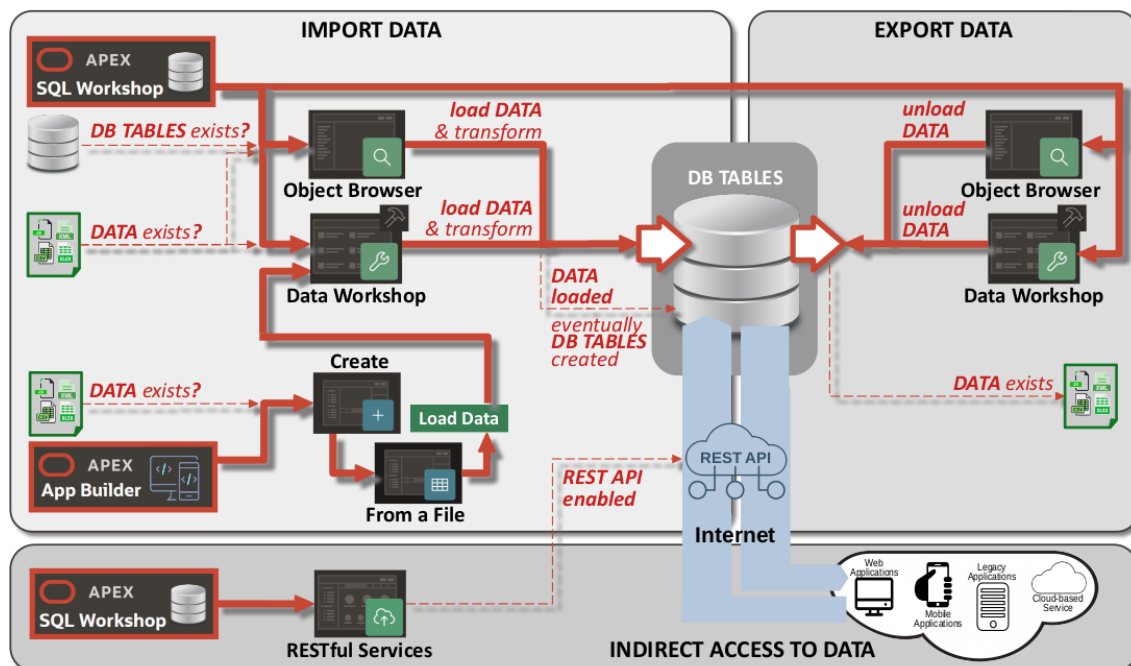 IMPORT DATA
EXPORT DATA
APEX
SQL Workshop
DB TABLES exists?
load DATA
& transform
Object Browser
unload
DATA
Object Browser
DB TABLES
DATA exists?
load DATA
& transform
Data Workshop
unload
DATA
Data Workshop
DATA
loaded
eventually
DB TABLES
created
Create
DATA exists?
Load Data
DATA exists
APEX
App Builder
From a File
REST API
REST API
enabled
Internet
APEX
SQL Workshop
RESTful Services
Web
Applications
Mobile
Applications
Legacy
Applications
Cloud-based
Service
INDIRECT ACCESS TO DATA